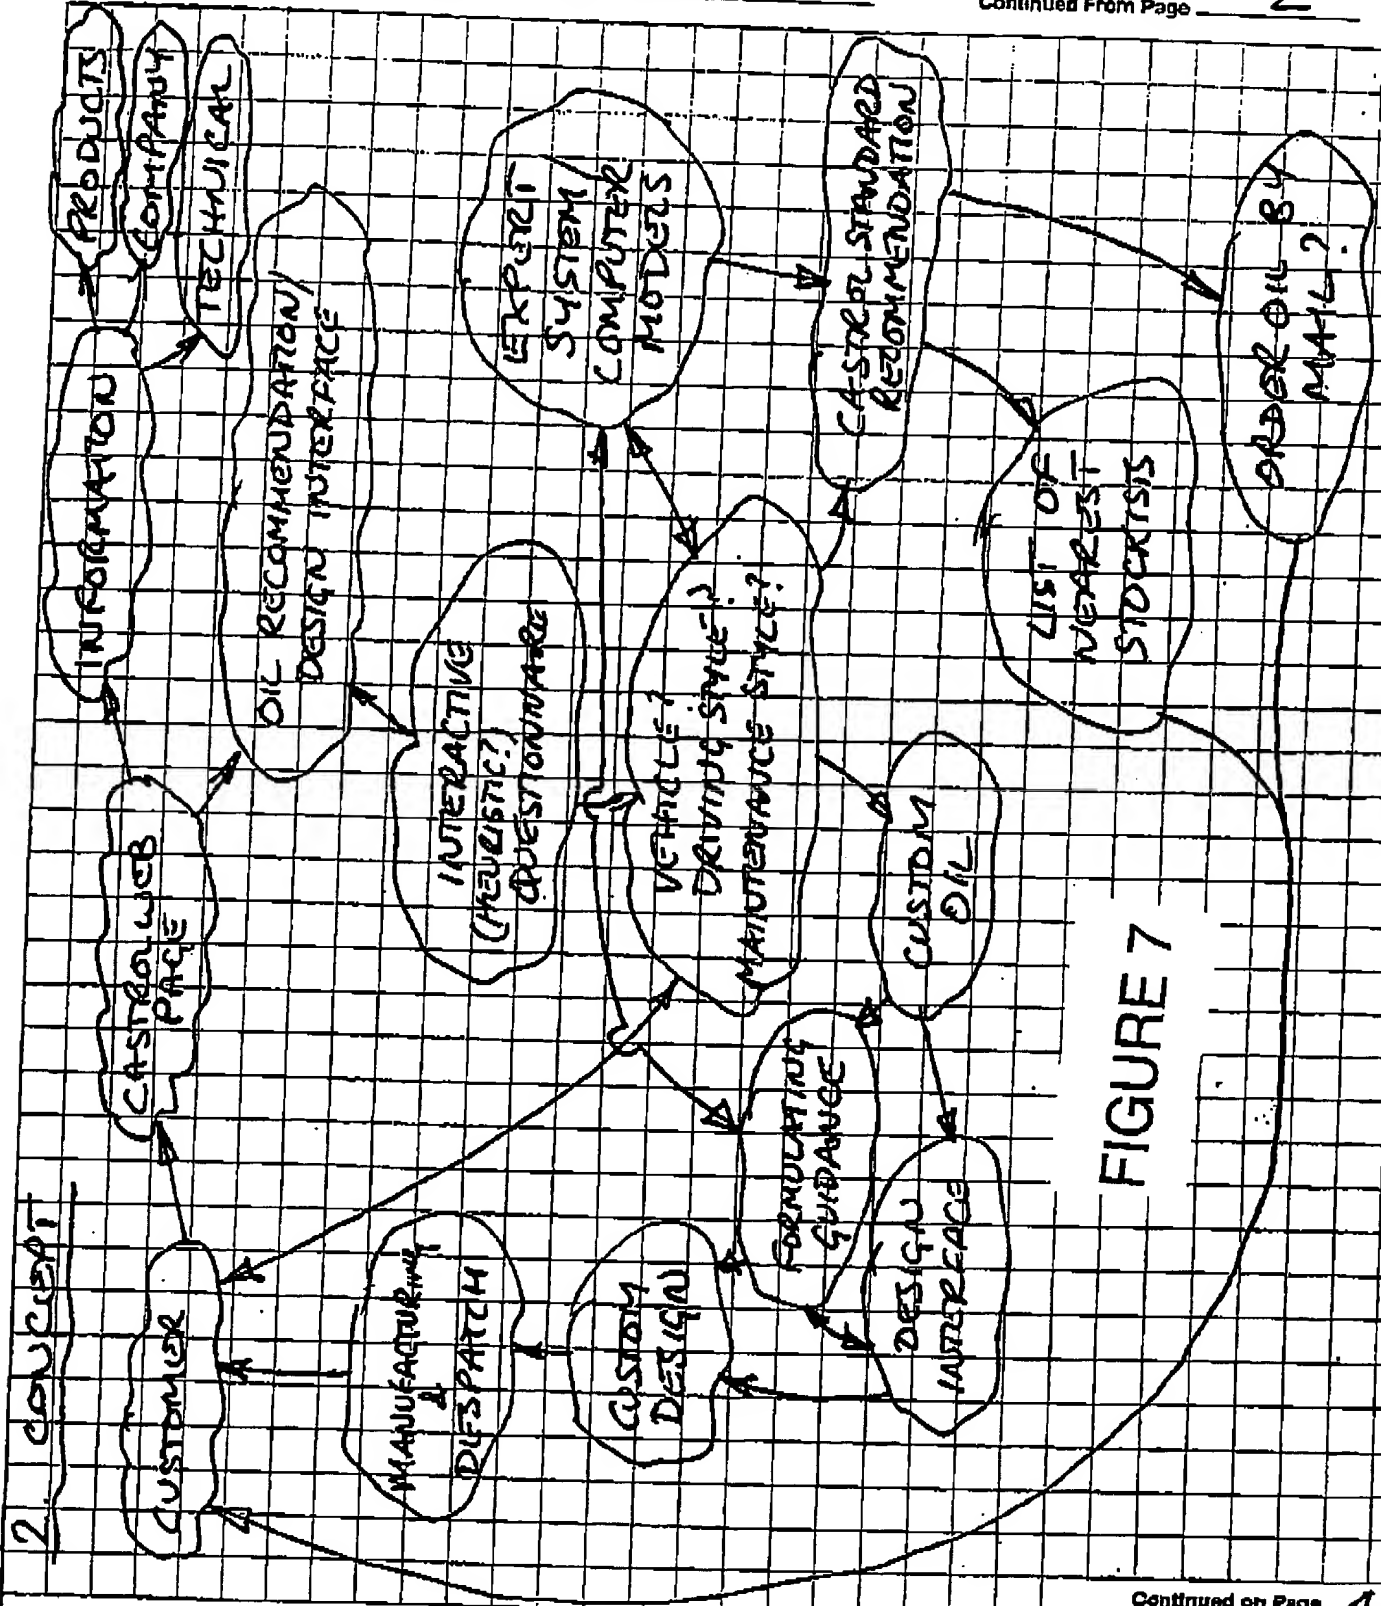 Continued From Page 2
2. CONCEPT
CUSTOMER
CASTROL WEB
PAGE
INFORMATION
PRODUCTS
COMPANY
TECHNICAL
OIL RECOMMENDATION/
DESIGN INTERFACE
INTERACTIVE
(HEURISTIC?)
QUESTIONNAIRE
EXPERT
SYSTEM/
COMPUTER
MODELS
VEHICLE?
DRIVING STYLE?
MAINTENANCE STYLE?
MANUFACTURING
&
DESPATCH
CUSTOM
DESIGN
FORMULATING
GUIDANCE
DESIGN
INTERFACE
CUSTOM
OIL
CASTROL STANDARD
RECOMMENDATION
LIST OF
NEAREST
STOCKISTS
ORDER OIL BY
MAIL?
FIGURE 7
Continued on Page